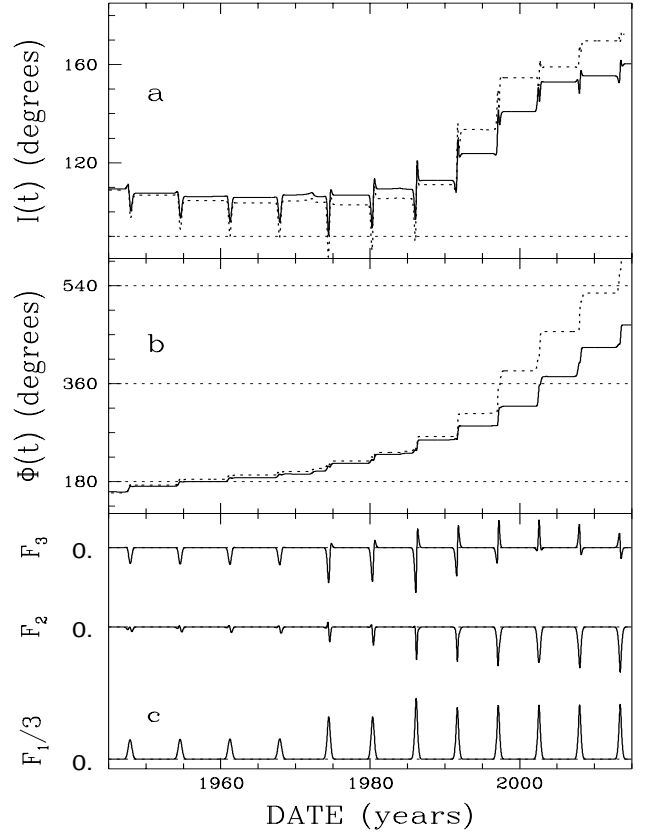 I(t) (degrees)
160
120
a
Φ(t) (degrees)
540
360
180
b
F₃
0.
F₂
0.
F₁/3
0.
c
1960
1980
2000
DATE (years)